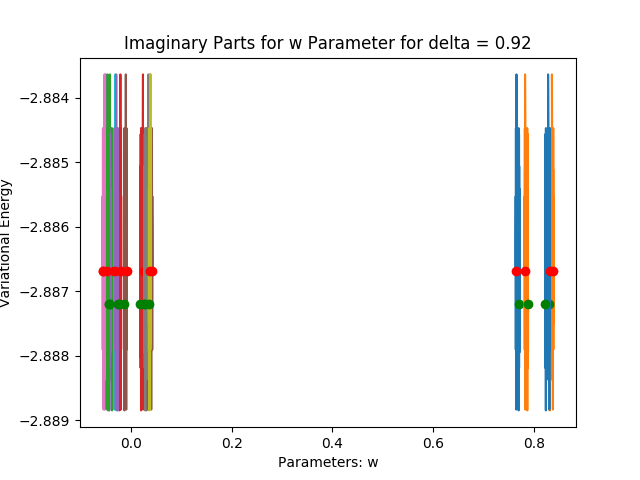 Imaginary Parts for w Parameter for delta = 0.92
Variational Energy
−2.884
−2.885
−2.886
−2.887
−2.888
−2.889
0.0 0.2 0.4 0.6 0.8
Parameters: w